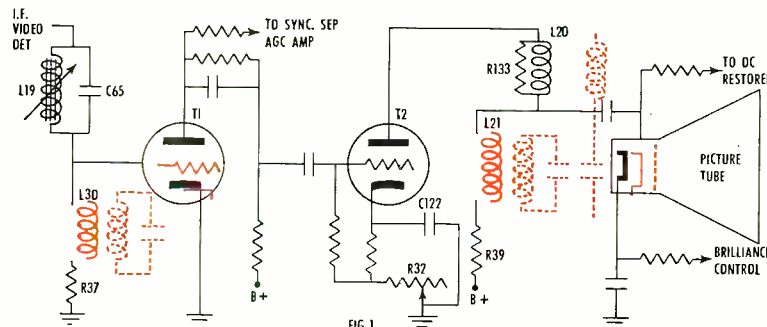 I.F.
VIDEO
DET
L19
C65
TO SYNC. SEP
AGC AMP
T1
L30
R37
B+
T2
C122
R32
FIG 1
L20
R133
L21
R39
B+
TO DC
RESTORER
PICTURE
TUBE
BRILLIANCE
CONTROL